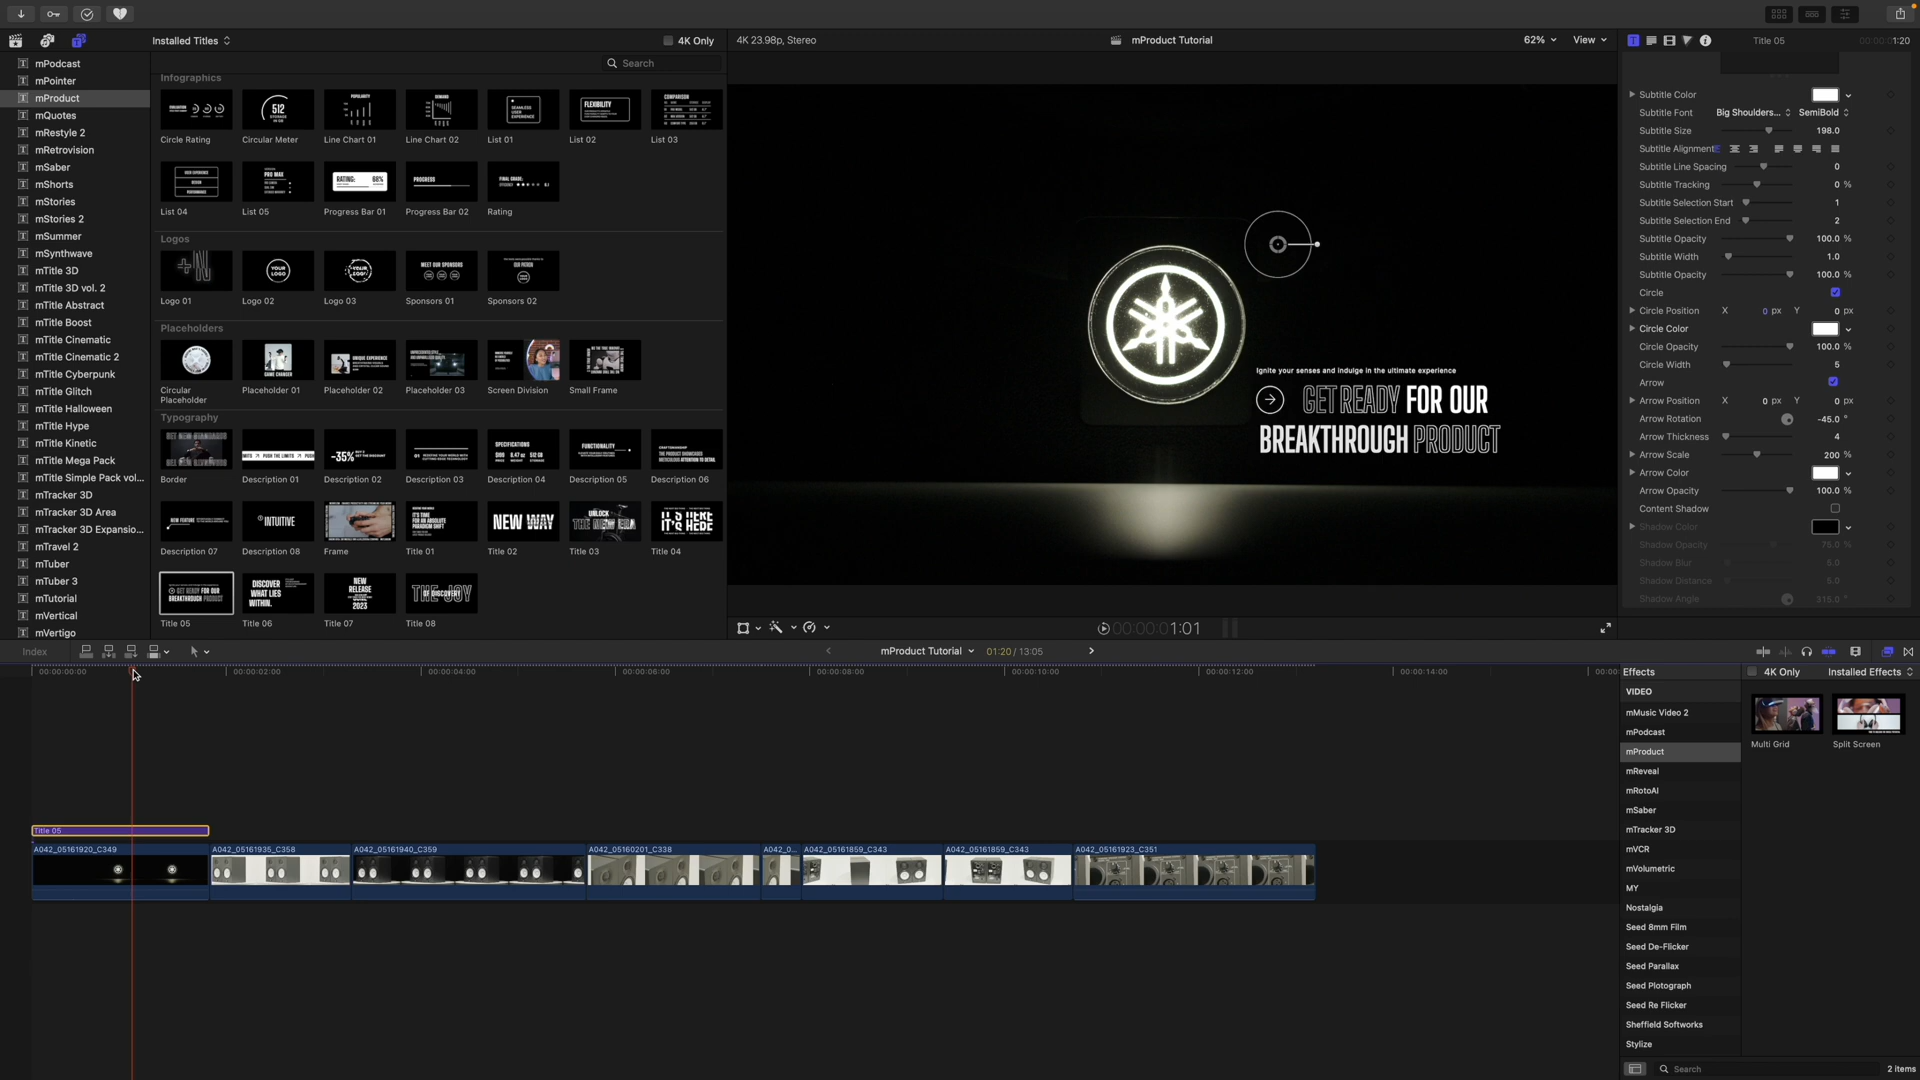 Installed Titles
4K Only
4K 23.98p, Stereo
mProduct Tutorial
62%
View
Title 05
1:20
Search
mPodcast
mPointer
mProduct
mQuotes
mRestyle 2
mRetrovision
mSaber
mShorts
mStories
mStories 2
mSummer
mSynthwave
mTitle 3D
mTitle 3D vol. 2
mTitle Abstract
mTitle Boost
mTitle Cinematic
mTitle Cinematic 2
mTitle Cyberpunk
mTitle Glitch
mTitle Halloween
mTitle Hype
mTitle Kinetic
mTitle Mega Pack
mTitle Simple Pack vol...
mTracker 3D
mTracker 3D Area
mTracker 3D Expansio...
mTravel 2
mTuber
mTuber 3
mTutorial
mVertical
mVertigo
Infographics
Circle Rating
Circular Meter
Line Chart 01
Line Chart 02
List 01
List 02
List 03
List 04
List 05
Progress Bar 01
Progress Bar 02
Rating
Logos
Logo 01
Logo 02
Logo 03
Sponsors 01
Sponsors 02
Placeholders
Circular Placeholder
Placeholder 01
Placeholder 02
Placeholder 03
Screen Division
Small Frame
Typography
Border
Description 01
Description 02
Description 03
Description 04
Description 05
Description 06
Description 07
Description 08
Frame
Title 01
Title 02
Title 03
Title 04
Title 05
Title 06
Title 07
Title 08
Ignite your senses and indulge in the ultimate experience
GET READY FOR OUR
BREAKTHROUGH PRODUCT
00:00:00:01:01
Subtitle Color
Subtitle Font Big Shoulders... SemiBold
Subtitle Size 198.0
Subtitle Alignment
Subtitle Line Spacing 0
Subtitle Tracking 0 %
Subtitle Selection Start 1
Subtitle Selection End 2
Subtitle Opacity 100.0 %
Subtitle Width 1.0
Subtitle Opacity 100.0 %
Circle
Circle Position X 0 px Y 0 px
Circle Color
Circle Opacity 100.0 %
Circle Width 5
Arrow
Arrow Position X 0 px Y 0 px
Arrow Rotation -45.0 °
Arrow Thickness 4
Arrow Scale 200 %
Arrow Color
Arrow Opacity 100.0 %
Content Shadow
Shadow Color
Shadow Opacity 75.0 %
Shadow Blur 5.0
Shadow Distance 5.0
Shadow Angle 315.0 °
Index
mProduct Tutorial
01:20 / 13:05
00:00:00:00
00:00:02:00
00:00:04:00
00:00:06:00
00:00:08:00
00:00:10:00
00:00:12:00
00:00:14:00
00:00:
Title 05
A042_05161920_C349
A042_05161935_C358
A042_05161940_C359
A042_05160201_C338
A042_0...
A042_05161859_C343
A042_05161859_C343
A042_05161923_C351
Effects
4K Only
Installed Effects
VIDEO
mMusic Video 2
mPodcast
mProduct
mReveal
mRotoAI
mSaber
mTracker 3D
mVCR
mVolumetric
MY
Nostalgia
Seed 8mm Film
Seed De-Flicker
Seed Parallax
Seed Plotograph
Seed Re Flicker
Sheffield Softworks
Stylize
Multi Grid
Split Screen
Search
2 items